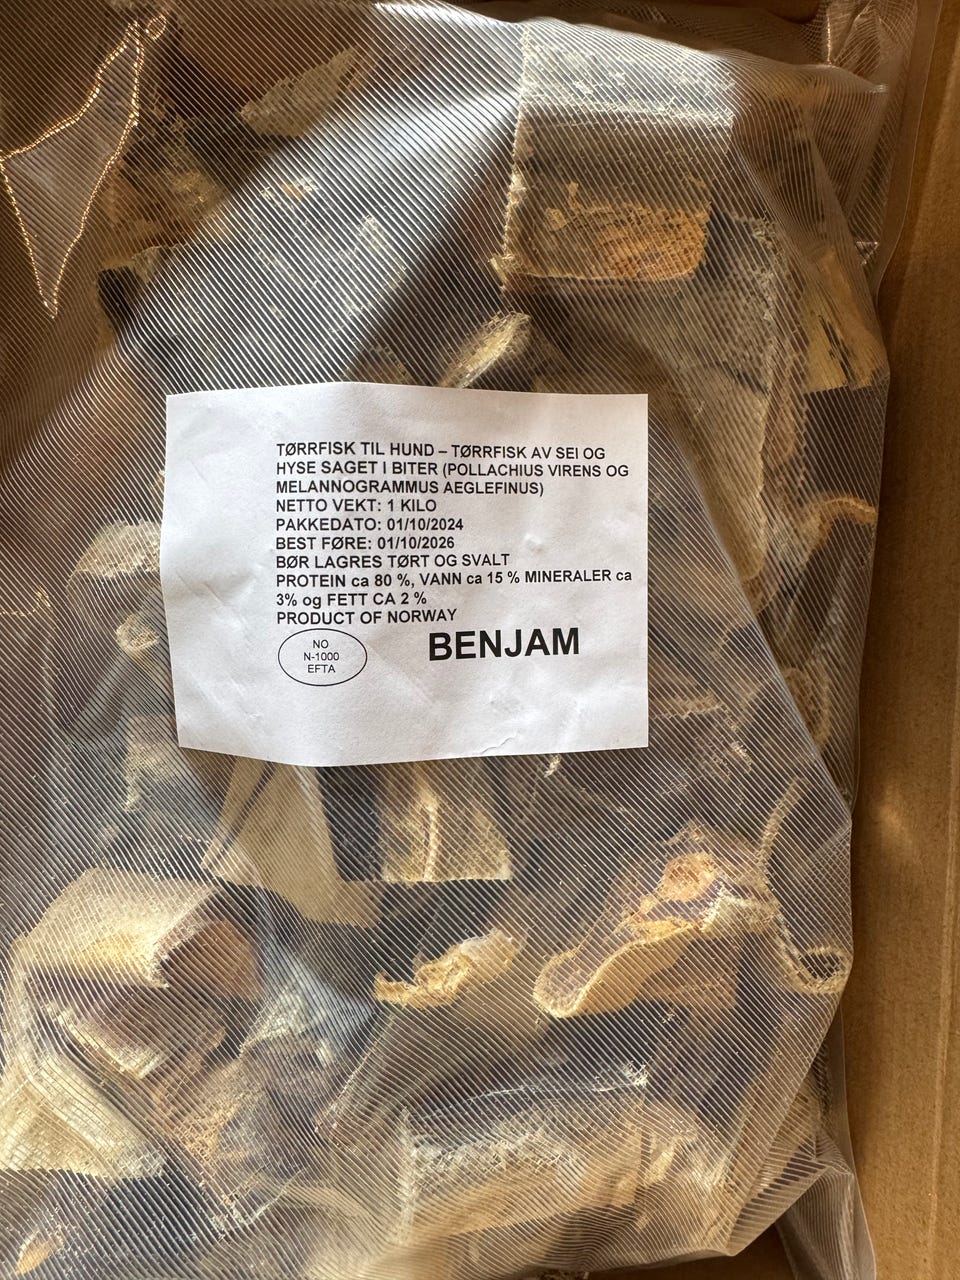 TØRRFISK TIL HUND – TØRRFISK AV SEI OG
HYSE SAGET I BITER (POLLACHIUS VIRENS OG
MELANNOGRAMMUS AEGLEFINUS)
NETTO VEKT: 1 KILO
PAKKEDATO: 01/10/2024
BEST FØRE: 01/10/2026
BØR LAGRES TØRT OG SVALT
PROTEIN ca 80 %, VANN ca 15 % MINERALER ca
3% og FETT CA 2 %
PRODUCT OF NORWAY
NO
N-1000
EFTA
BENJAM